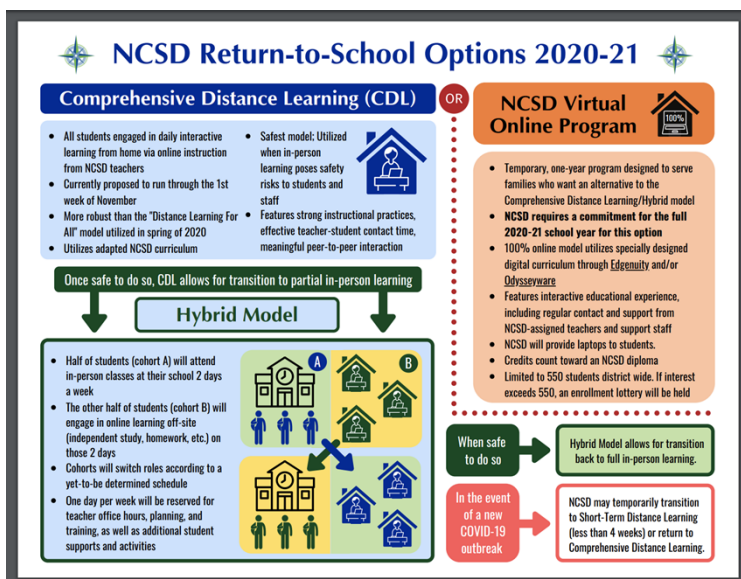 NCSD Return-to-School Options 2020-21
Comprehensive Distance Learning (CDL)
• All students engaged in daily interactive
learning from home via online instruction
from NCSD teachers
• Currently proposed to run through the 1st
week of November
• More robust than the "Distance Learning For
All" model utilized in spring of 2020
• Utilizes adapted NCSD curriculum
• Safest model; Utilized
when in-person
learning poses safety
risks to students and
staff
• Features strong instructional practices,
effective teacher-student contact time,
meaningful peer-to-peer interaction
Once safe to do so, CDL allows for transition to partial in-person learning
Hybrid Model
• Half of students (cohort A) will attend
in-person classes at their school 2 days
a week
• The other half of students (cohort B) will
engage in online learning off-site
(independent study, homework, etc.) on
those 2 days
• Cohorts will switch roles according to a
yet-to-be determined schedule
• One day per week will be reserved for
teacher office hours, planning, and
training, as well as additional student
supports and activities
A
B
OR
NCSD Virtual
Online Program
100%
• Temporary, one-year program designed to serve
families who want an alternative to the
Comprehensive Distance Learning/Hybrid model
• NCSD requires a commitment for the full
2020-21 school year for this option
• 100% online model utilizes specially designed
digital curriculum through Edgenuity and/or
Odysseyware
• Features interactive educational experience,
including regular contact and support from
NCSD-assigned teachers and support staff
• NCSD will provide laptops to students.
• Credits count toward an NCSD diploma
• Limited to 550 students district wide. If interest
exceeds 550, an enrollment lottery will be held
When safe
to do so
Hybrid Model allows for transition
back to full in-person learning.
In the event
of a new
COVID-19
outbreak
NCSD may temporarily transition
to Short-Term Distance Learning
(less than 4 weeks) or return to
Comprehensive Distance Learning.